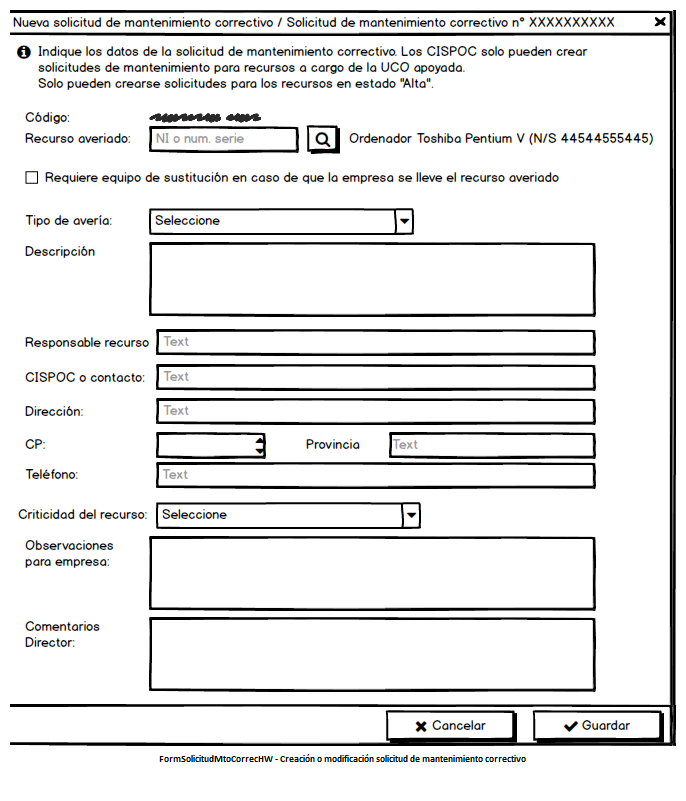 Nueva solicitud de mantenimiento correctivo / Solicitud de mantenimiento correctivo n° XXXXXXXXXX
Indique los datos de la solicitud de mantenimiento correctivo. Los CISPOC solo pueden crear
solicitudes de mantenimiento para recursos a cargo de la UCO apoyada.
Solo pueden crearse solicitudes para los recursos en estado "Alta".
Código:
Recurso averiado: NI o num. serie Ordenador Toshiba Pentium V (N/S 44544555445)
Requiere equipo de sustitución en caso de que la empresa se lleve el recurso averiado
Tipo de avería: Seleccione
Descripción
Responsable recurso Text
CISPOC o contacto: Text
Dirección: Text
CP: Provincia Text
Teléfono: Text
Criticidad del recurso: Seleccione
Observaciones
para empresa:
Comentarios
Director:
Cancelar Guardar
FormSolicitudMtoCorrecHW - Creación o modificación solicitud de mantenimiento correctivo